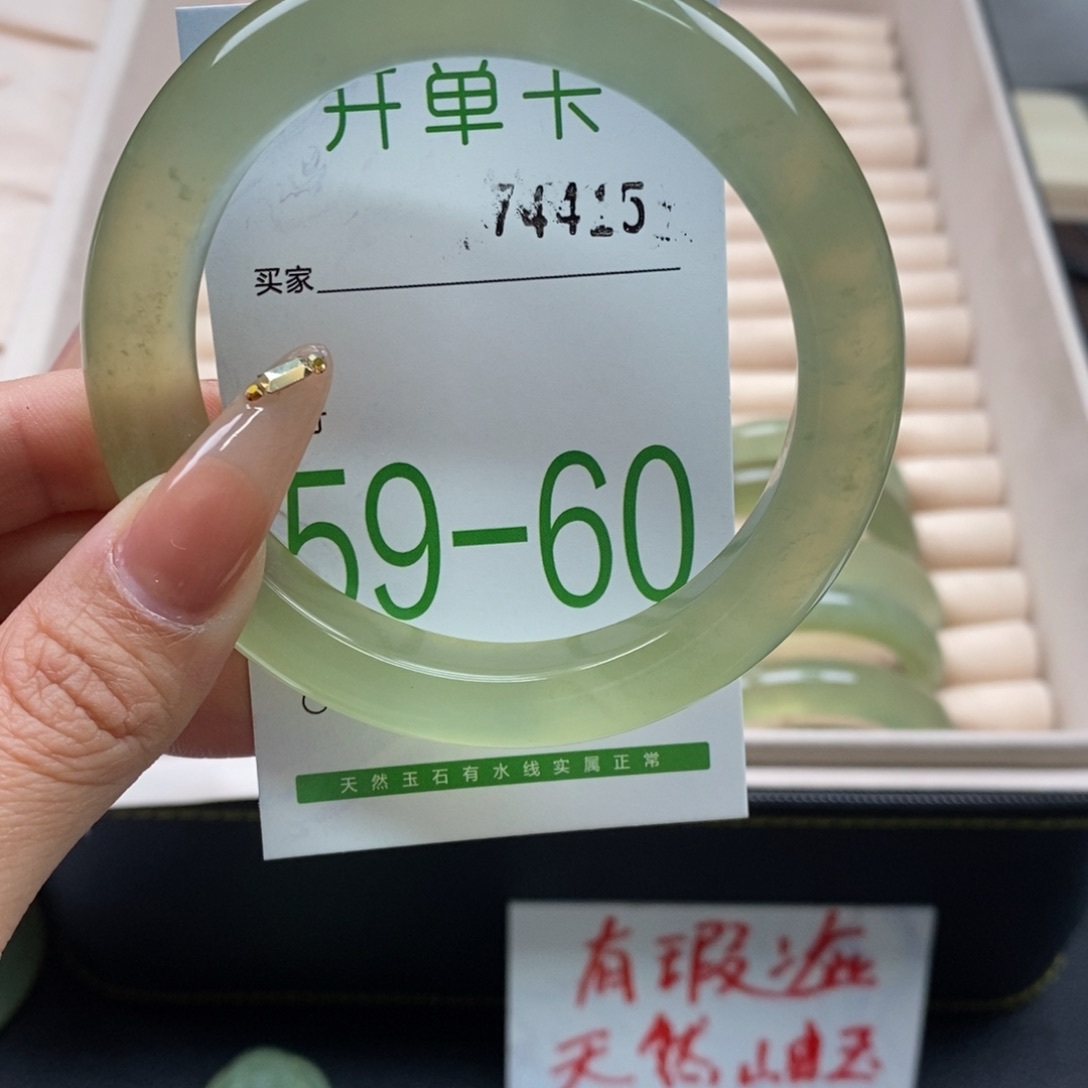 开单卡
74415
买家
59-60
天然玉石有水线实属正常
有瑕疵
天然岫玉